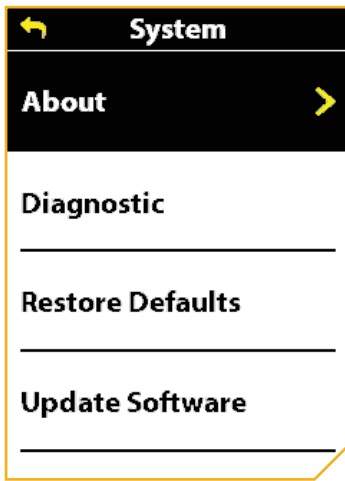 System
About
Diagnostic
Restore Defaults
Update Software